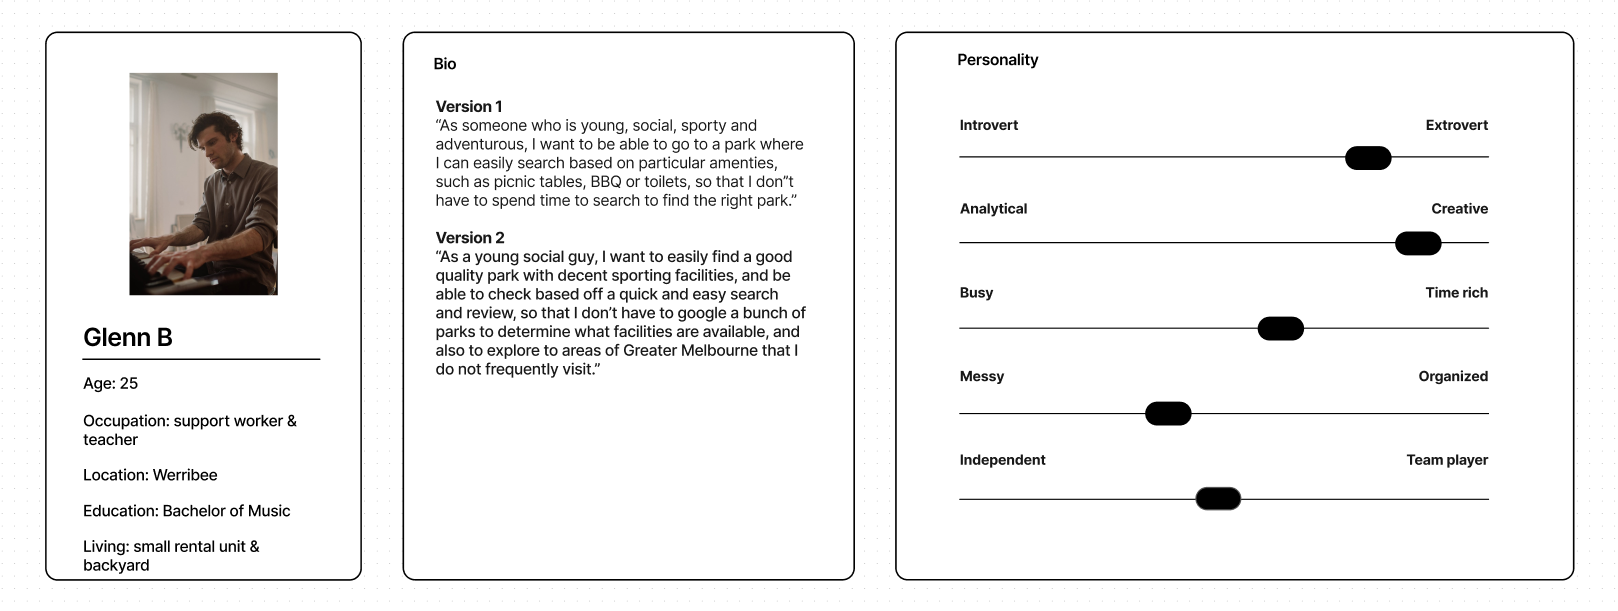 Glenn B
Age: 25
Occupation: support worker &
teacher
Location: Werribee
Education: Bachelor of Music
Living: small rental unit &
backyard
Bio
Version 1
“As someone who is young, social, sporty and
adventurous, I want to be able to go to a park where
I can easily search based on particular amenties,
such as picnic tables, BBQ or toilets, so that I don”t
have to spend time to search to find the right park.”
Version 2
“As a young social guy, I want to easily find a good
quality park with decent sporting facilities, and be
able to check based off a quick and easy search
and review, so that I don’t have to google a bunch of
parks to determine what facilities are available, and
also to explore to areas of Greater Melbourne that I
do not frequently visit.”
Personality
Introvert Extrovert
Analytical Creative
Busy Time rich
Messy Organized
Independent Team player